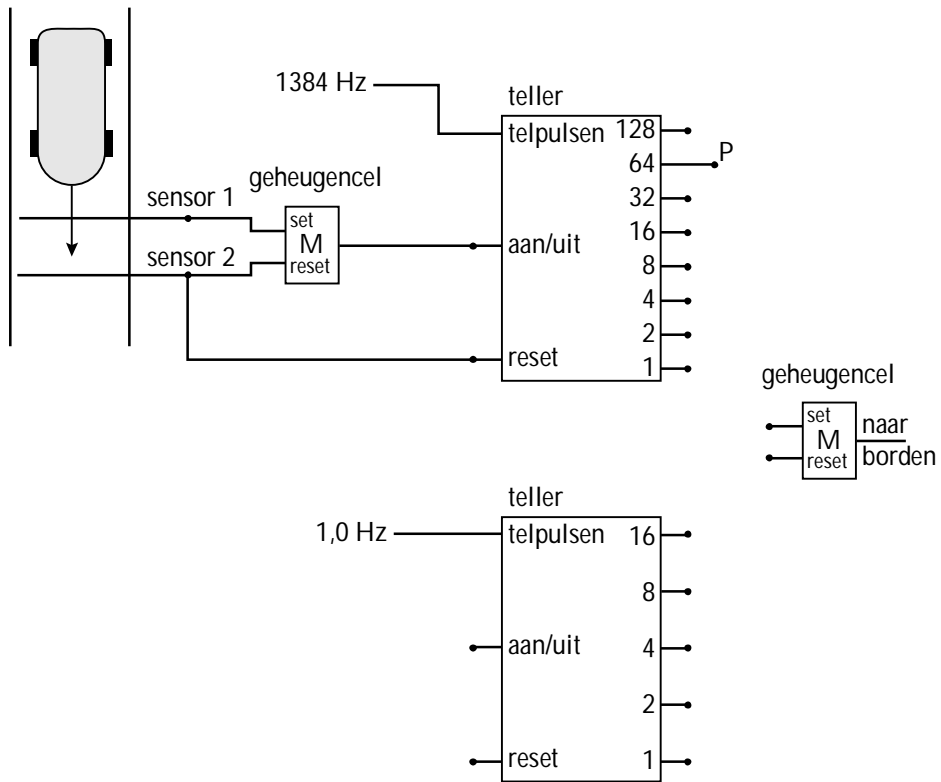 1384 Hz
teller
telpulsen
128
64
P
32
16
8
4
2
1
aan/uit
reset
geheugencel
sensor 1
set
M
reset
sensor 2
geheugencel
set
M
reset
naar
borden
teller
1,0 Hz
telpulsen
16
8
aan/uit
4
2
reset
1